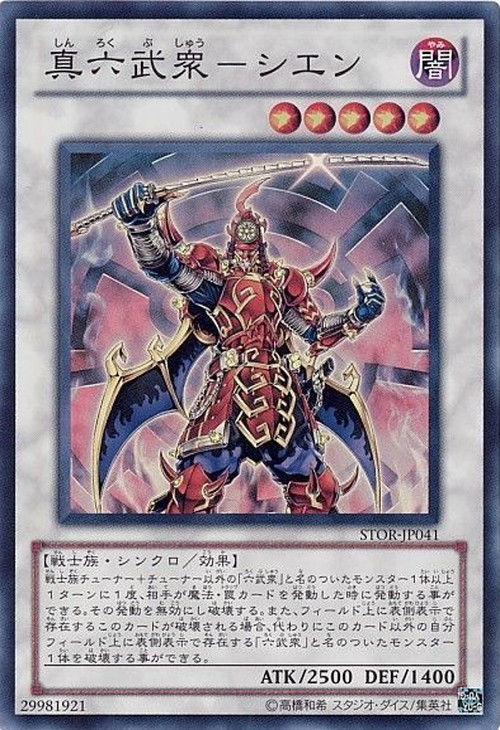 真六武衆－シエン
しん ろく ぶ しゅう
闇
やみ
STOR-JP041
【戦士族・シンクロ／効果】
戦士族チューナー＋チューナー以外の「六武衆」と名のついたモンスター1体以上
1ターンに1度、相手が魔法・罠カードを発動した時に発動する事が
できる。その発動を無効にし破壊する。また、フィールド上に表側表示で
存在するこのカードが破壊される場合、代わりにこのカード以外の自分
フィールド上に表側表示で存在する「六武衆」と名のついたモンスター
1体を破壊する事ができる。
ATK/2500 DEF/1400
29981921
©高橋和希 スタジオ・ダイス/集英社